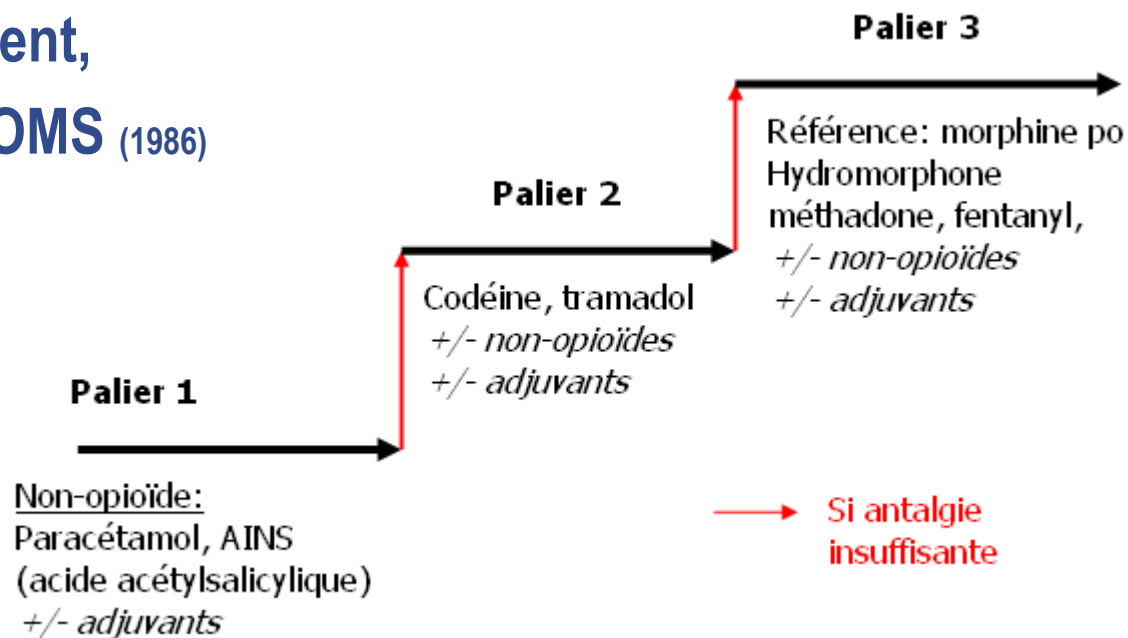 ent,
OMS (1986)
Palier 3
Référence: morphine po
Hydromorphone
méthadone, fentanyl,
+/- non-opioïdes
+/- adjuvants
Palier 2
Codéine, tramadol
+/- non-opioïdes
+/- adjuvants
Palier 1
Non-opioïde:
Paracétamol, AINS
(acide acétylsalicylique)
+/- adjuvants
Si antalgie
insuffisante